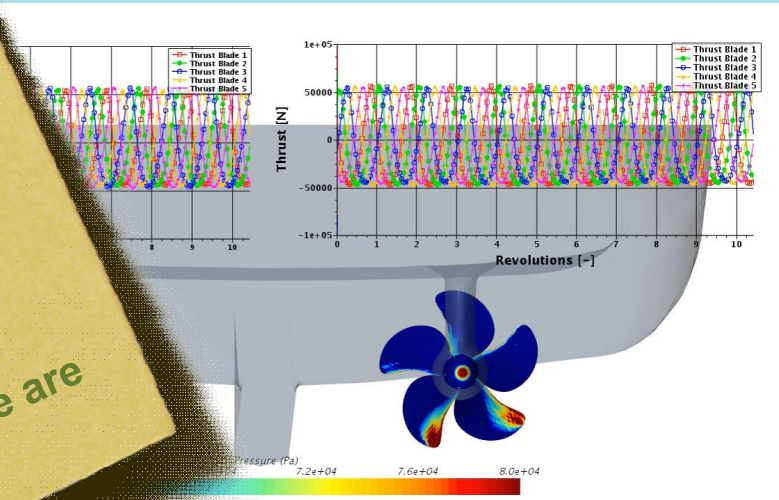 Thrust Blade 1
Thrust Blade 2
Thrust Blade 3
Thrust Blade 4
Thrust Blade 5
8 9 10
1e+05
50000
0
-50000
-1e+05
Thrust [N]
Thrust Blade 1
Thrust Blade 2
Thrust Blade 3
Thrust Blade 4
Thrust Blade 5
0 1 2 3 4 5 6 7 8 9 10
Revolutions [-]
e are
Pressure (Pa)
7.2e+04 7.6e+04 8.0e+04